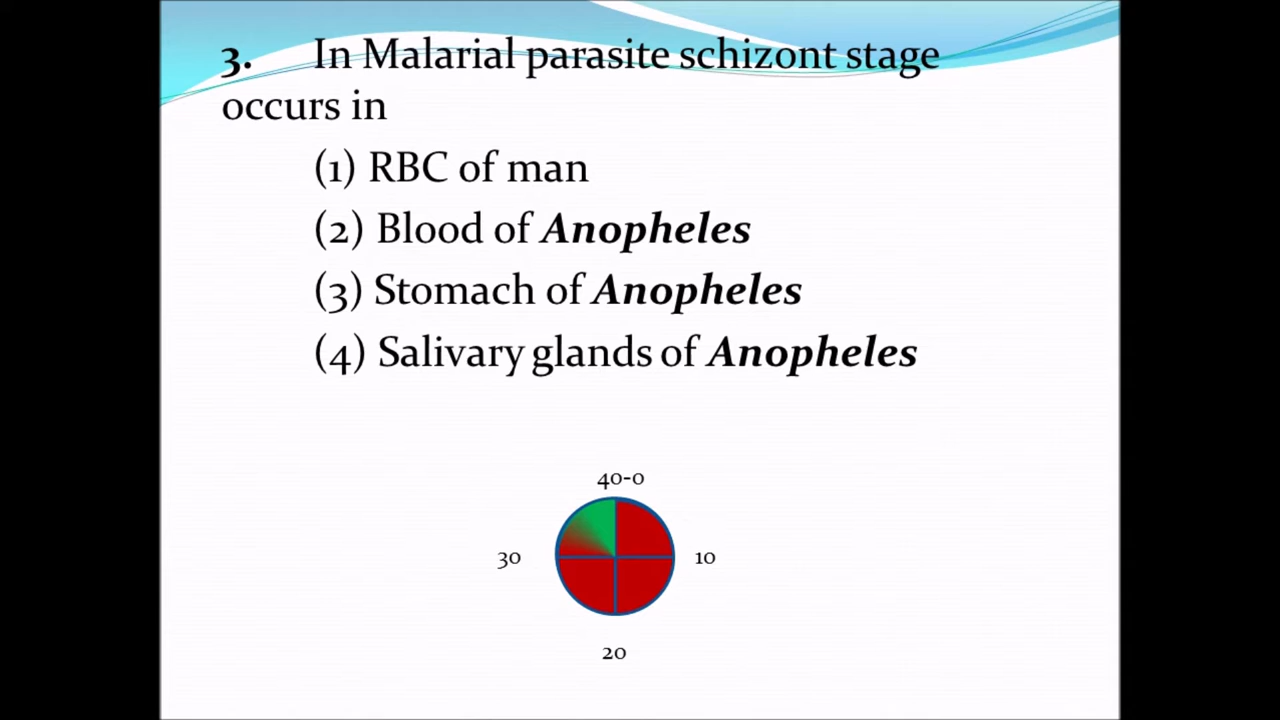 3. In Malarial parasite schizont stage
occurs in
(1) RBC of man
(2) Blood of Anopheles
(3) Stomach of Anopheles
(4) Salivary glands of Anopheles
40-0
30
10
20